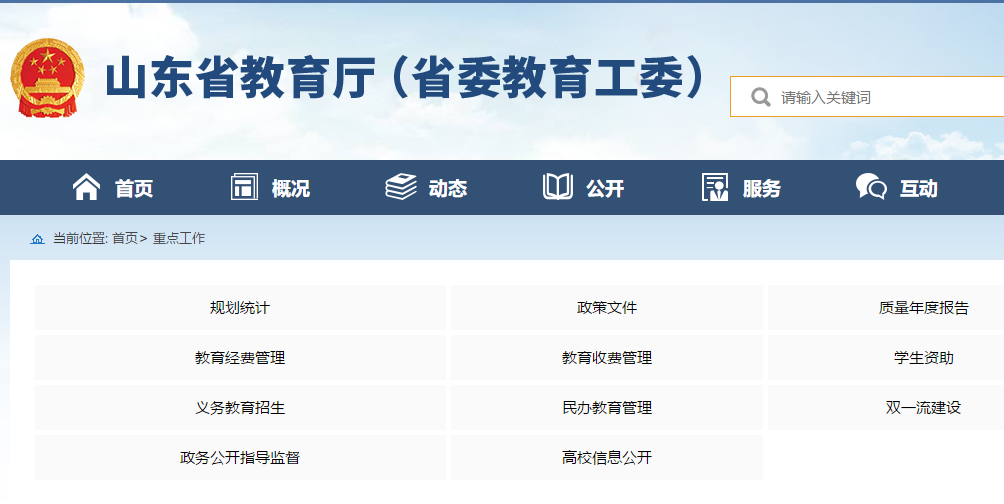 山东省教育厅（省委教育工委）
请输入关键词
首页 概况 动态 公开 服务 互动
当前位置: 首页> 重点工作
规划统计 政策文件 质量年度报告
教育经费管理 教育收费管理 学生资助
义务教育招生 民办教育管理 双一流建设
政务公开指导监督 高校信息公开